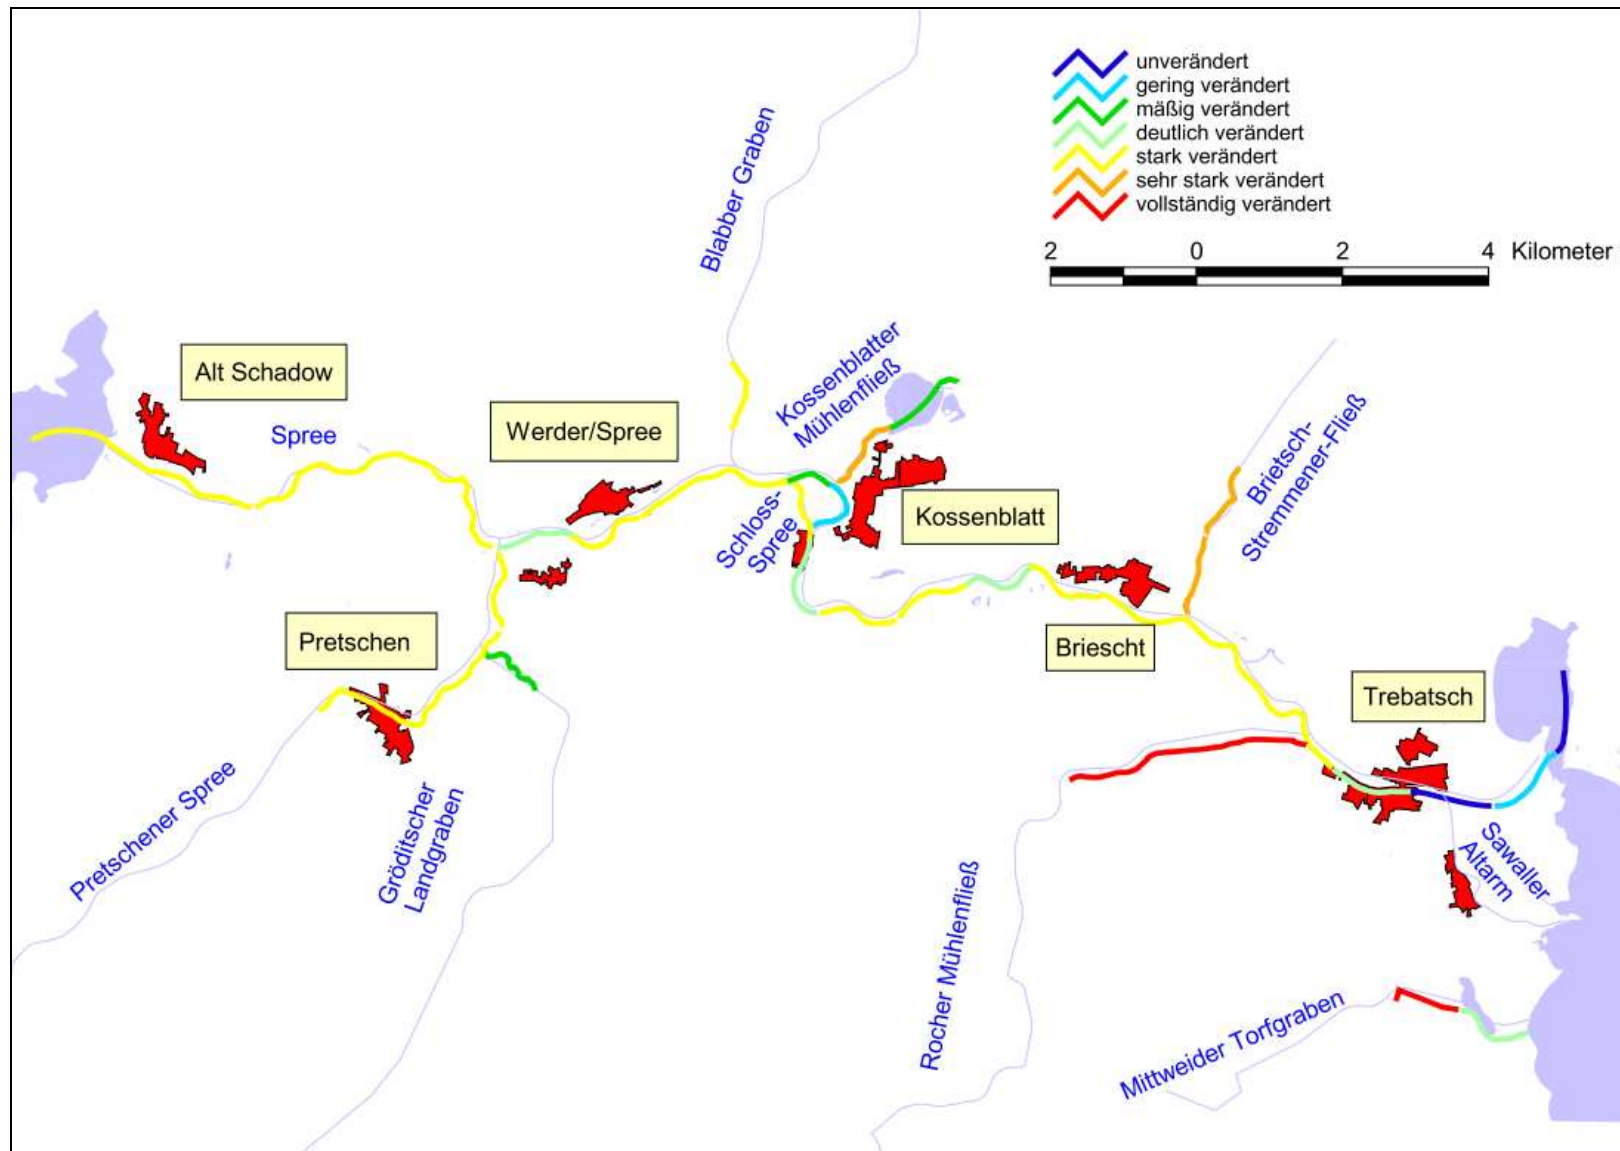 unverändert
gering verändert
mäßig verändert
deutlich verändert
stark verändert
sehr stark verändert
vollständig verändert
2 0 2 4 Kilometer
Blabber Graben
Kossenblatter
Mühlenfließ
Alt Schadow
Spree
Werder/Spree
Brietsch-
Stremmener-Fließ
Schloss-
Spree
Kossenblatt
Pretschen
Briescht
Trebatsch
Pretschener Spree
Gröditscher
Landgraben
Sawaller
Altarm
Rocher Mühlenfließ
Mittweider Torfgraben